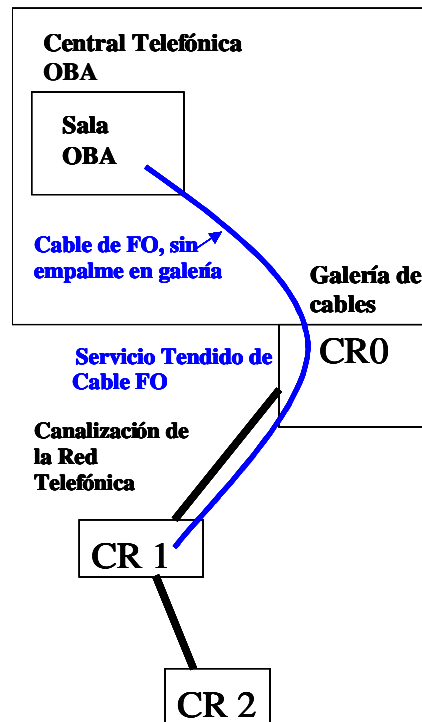 Central Telefónica
OBA
Sala
OBA
Cable de FO, sin
empalme en galería
Galería de
cables
CR0
Servicio Tendido de
Cable FO
Canalización de
la Red
Telefónica
CR 1
CR 2